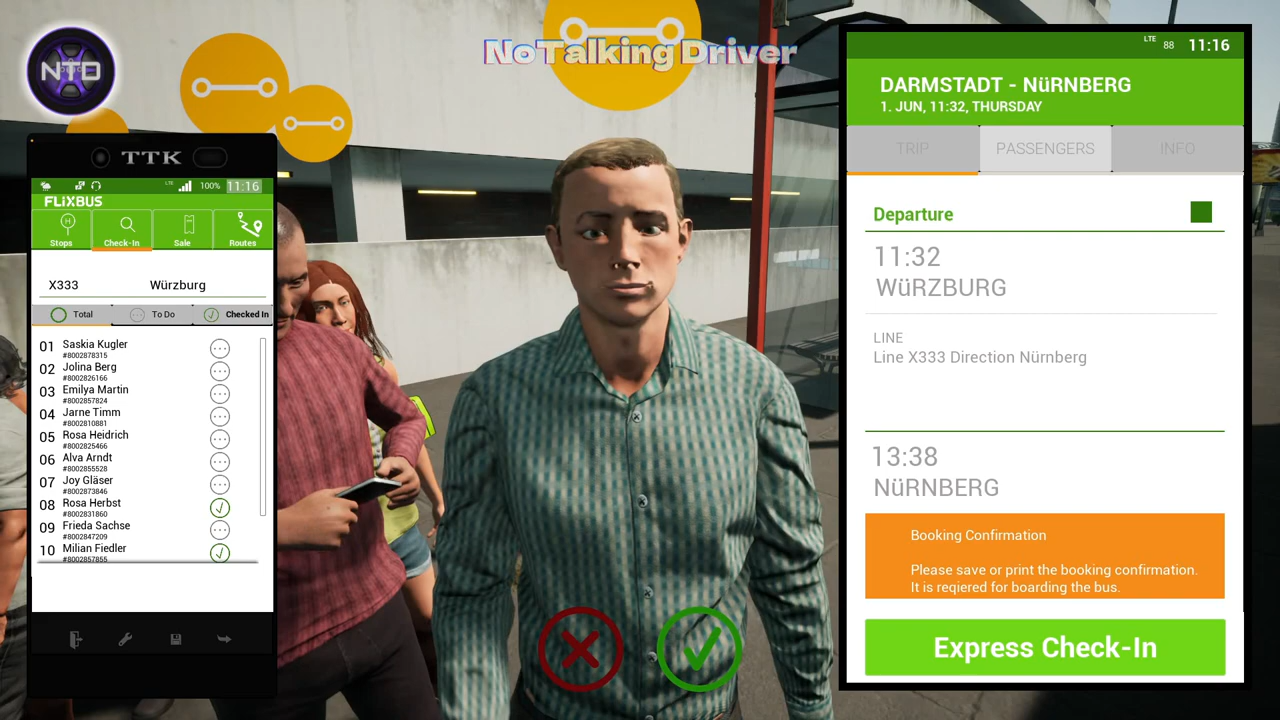 NTD
NoTalking Driver
TTK
LTE
100%
11:16
FLiXBUS
Stops
Check-In
Sale
Routes
X333
Würzburg
Total
To Do
Checked In
01 Saskia Kugler
#8002878315
02 Jolina Berg
#8002826166
03 Emilya Martin
#8002857824
04 Jarne Timm
#8002810881
05 Rosa Heidrich
#8002825466
06 Alva Arndt
#8002855528
07 Joy Gläser
#8002873846
08 Rosa Herbst
#8002831860
09 Frieda Sachse
#8002847209
10 Milian Fiedler
#8002857855
LTE 88 11:16
DARMSTADT - NüRNBERG
1. JUN, 11:32, THURSDAY
TRIP
PASSENGERS
INFO
Departure
11:32
WüRZBURG
LINE
Line X333 Direction Nürnberg
13:38
NüRNBERG
Booking Confirmation
Please save or print the booking confirmation.
It is reqiered for boarding the bus.
Express Check-In